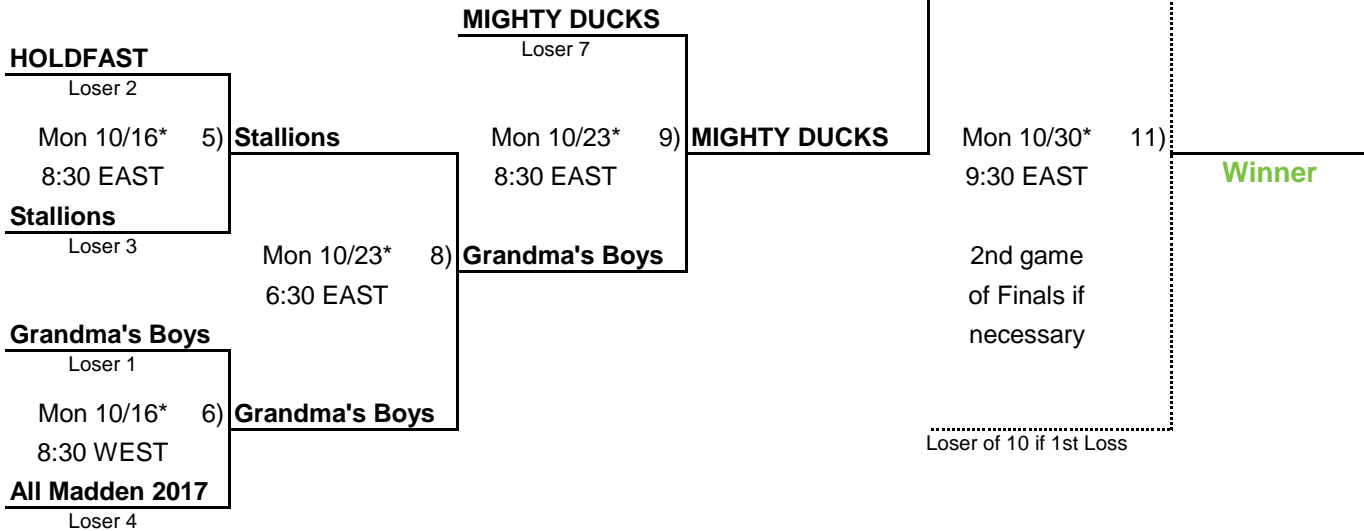 MIGHTY DUCKS
Loser 7
HOLDFAST
Loser 2
Mon 10/16* 5) Stallions Mon 10/23* 9) MIGHTY DUCKS Mon 10/30* 11)
8:30 EAST 8:30 EAST 9:30 EAST Winner
Stallions
Loser 3
Mon 10/23* 8) Grandma's Boys 2nd game
6:30 EAST of Finals if
Grandma's Boys necessary
Loser 1
Mon 10/16* 6) Grandma's Boys
8:30 WEST Loser of 10 if 1st Loss
All Madden 2017
Loser 4